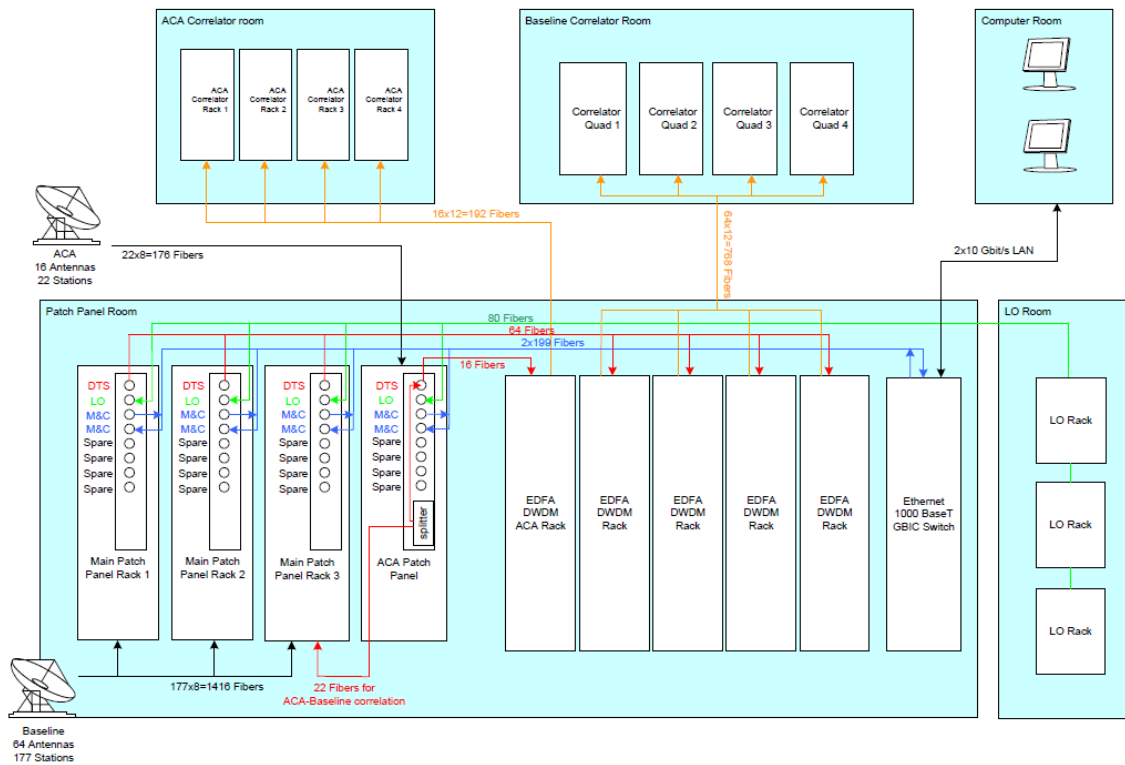 ACA Correlator room
Baseline Correlator Room
Computer Room
ACA
Correlator
Rack 1
ACA
Correlator
Rack 2
ACA
Correlator
Rack 3
ACA
Correlator
Rack 4
Correlator
Quad 1
Correlator
Quad 2
Correlator
Quad 3
Correlator
Quad 4
16x12=192 Fibers
64x12=768 Fibers
ACA
16 Antennas
22 Stations
22x8=176 Fibers
2x10 Gbit/s LAN
Patch Panel Room
LO Room
80 Fibers
64 Fibers
2x199 Fibers
16 Fibers
DTS
LO
M&C
M&C
Spare
Spare
Spare
Spare
Main Patch
Panel Rack 1
DTS
LO
M&C
M&C
Spare
Spare
Spare
Spare
Main Patch
Panel Rack 2
DTS
LO
M&C
M&C
Spare
Spare
Spare
Spare
Main Patch
Panel Rack 3
DTS
LO
M&C
M&C
Spare
Spare
Spare
Spare
splitter
ACA Patch
Panel
EDFA
DWDM
ACA Rack
EDFA
DWDM
Rack
EDFA
DWDM
Rack
EDFA
DWDM
Rack
EDFA
DWDM
Rack
Ethernet
1000 BaseT
GBIC Switch
LO Rack
LO Rack
LO Rack
177x8=1416 Fibers
22 Fibers for
ACA-Baseline correlation
Baseline
64 Antennas
177 Stations